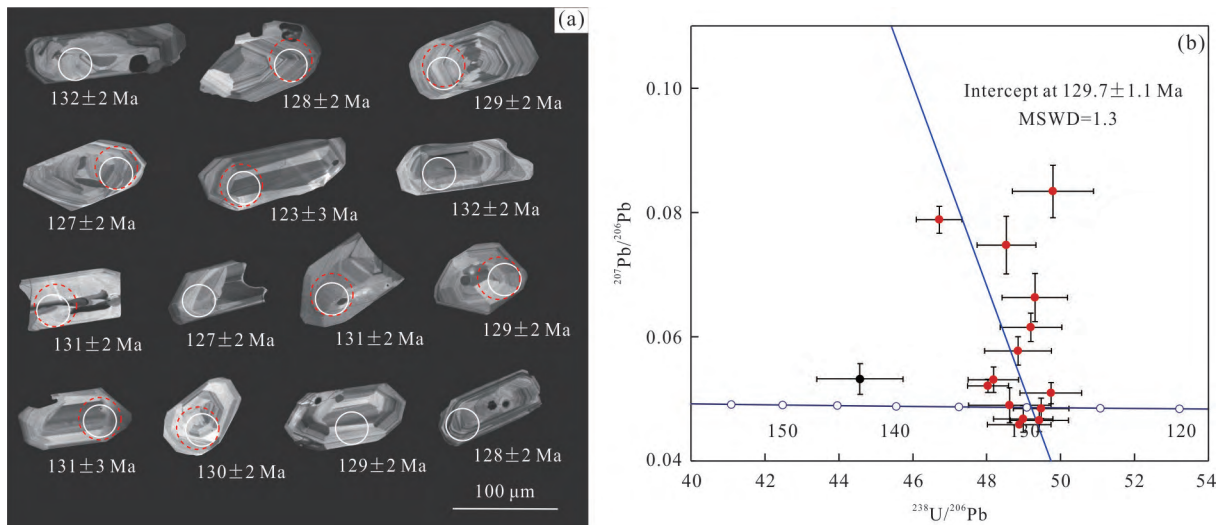 (a)
132±2 Ma
128±2 Ma
129±2 Ma
127±2 Ma
123±3 Ma
132±2 Ma
131±2 Ma
127±2 Ma
131±2 Ma
129±2 Ma
131±3 Ma
130±2 Ma
129±2 Ma
128±2 Ma
100 μm
(b)
Intercept at 129.7±1.1 Ma
MSWD=1.3
²⁰⁷Pb/²⁰⁶Pb
0.10
0.08
0.06
0.04
150
140
120
40
42
44
46
48
50
52
54
²³⁸U/²⁰⁶Pb